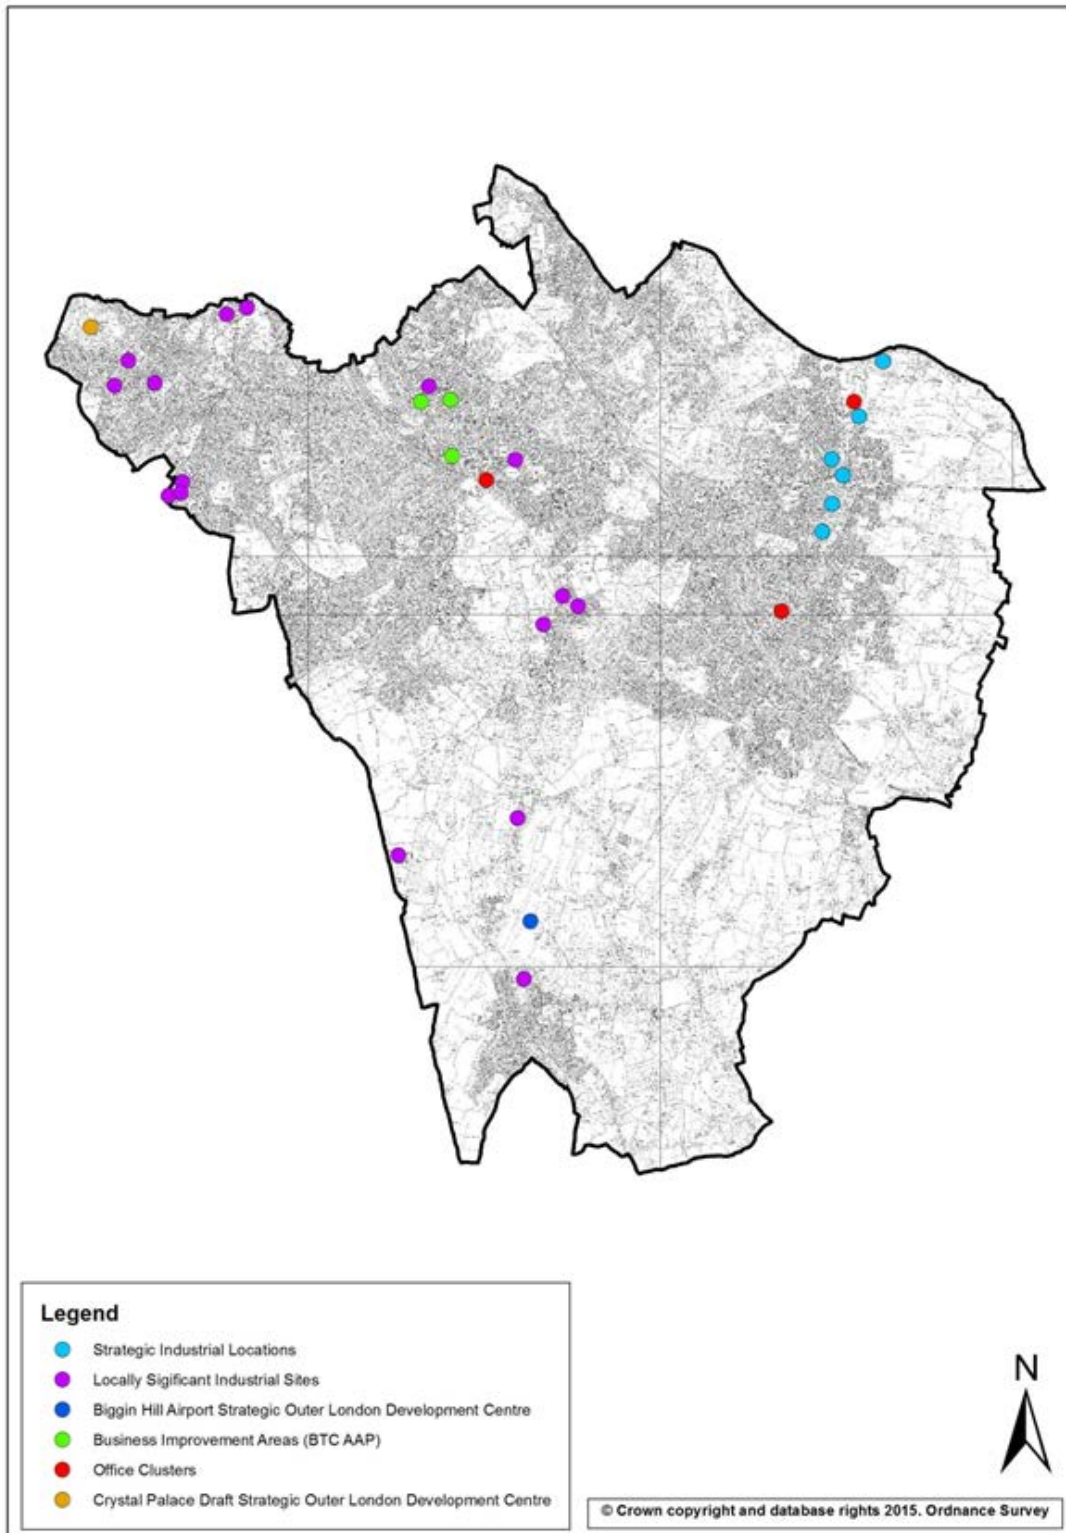 Legend
Strategic Industrial Locations
Locally Sigificant Industrial Sites
Biggin Hill Airport Strategic Outer London Development Centre
Business Improvement Areas (BTC AAP)
Office Clusters
Crystal Palace Draft Strategic Outer London Development Centre
N
© Crown copyright and database rights 2015. Ordnance Survey